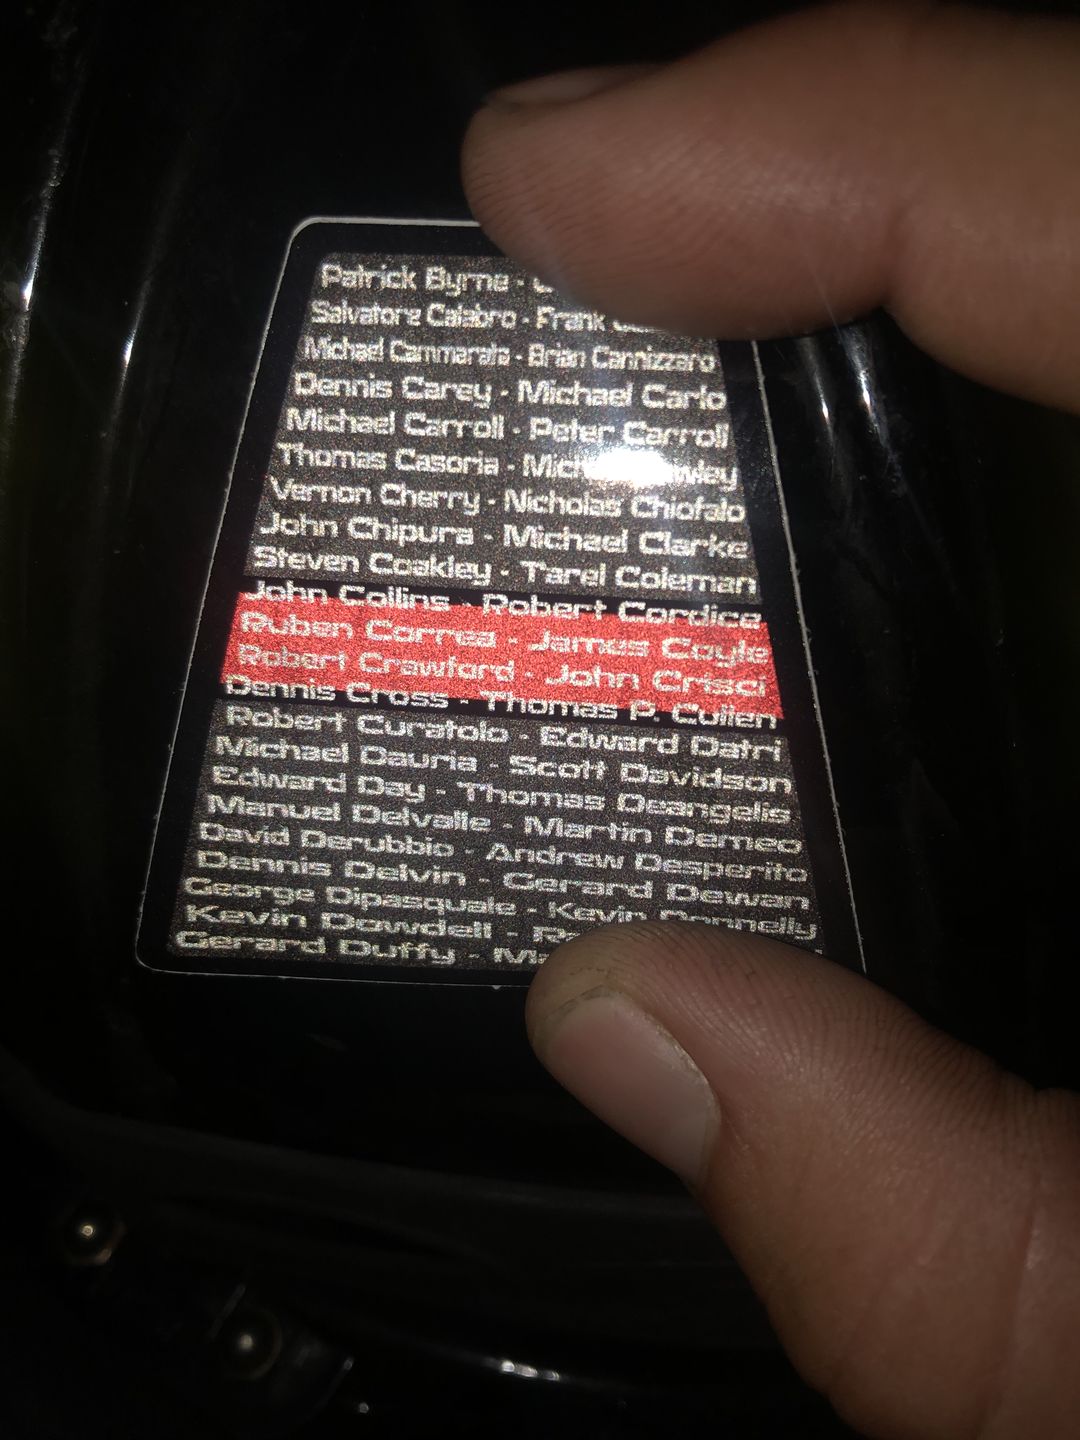 Patrick Byrne -
Salvatore Calabro - Frank
Michael Cammarata - Brian Cannizzaro
Dennis Carey - Michael Carlo
Michael Carroll - Peter Carroll
Thomas Casoria -
Vernon Cherry - Nicholas Chiofalo
John Chipura - Michael Clarke
Steven Coakley - Tarel Coleman
John Collins - Robert Cordice
Ruben Correa - James Coyle
Robert Crawford - John Crisci
Dennis Cross - Thomas P. Cullen
Robert Curatolo - Edward Datri
Michael Dauria - Scott Davidson
Edward Day - Thomas Deangelis
Manuel Delvalle - Martin Demeo
David Derubbio - Andrew Desperito
Dennis Delvin - Gerard Dewan
George Dipasquale - Kevin Donnelly
Kevin Dowdell -
Gerard Duffy -